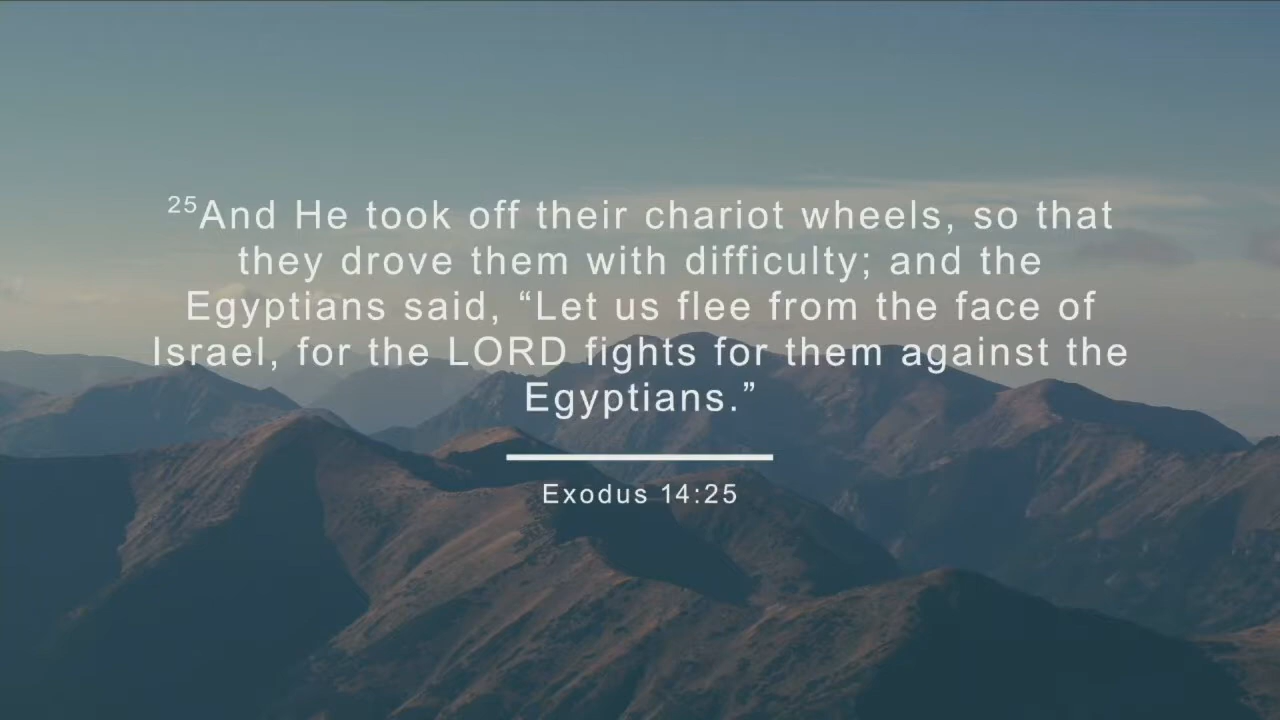 25And He took off their chariot wheels, so that
they drove them with difficulty; and the
Egyptians said, “Let us flee from the face of
Israel, for the LORD fights for them against the
Egyptians.”
Exodus 14:25